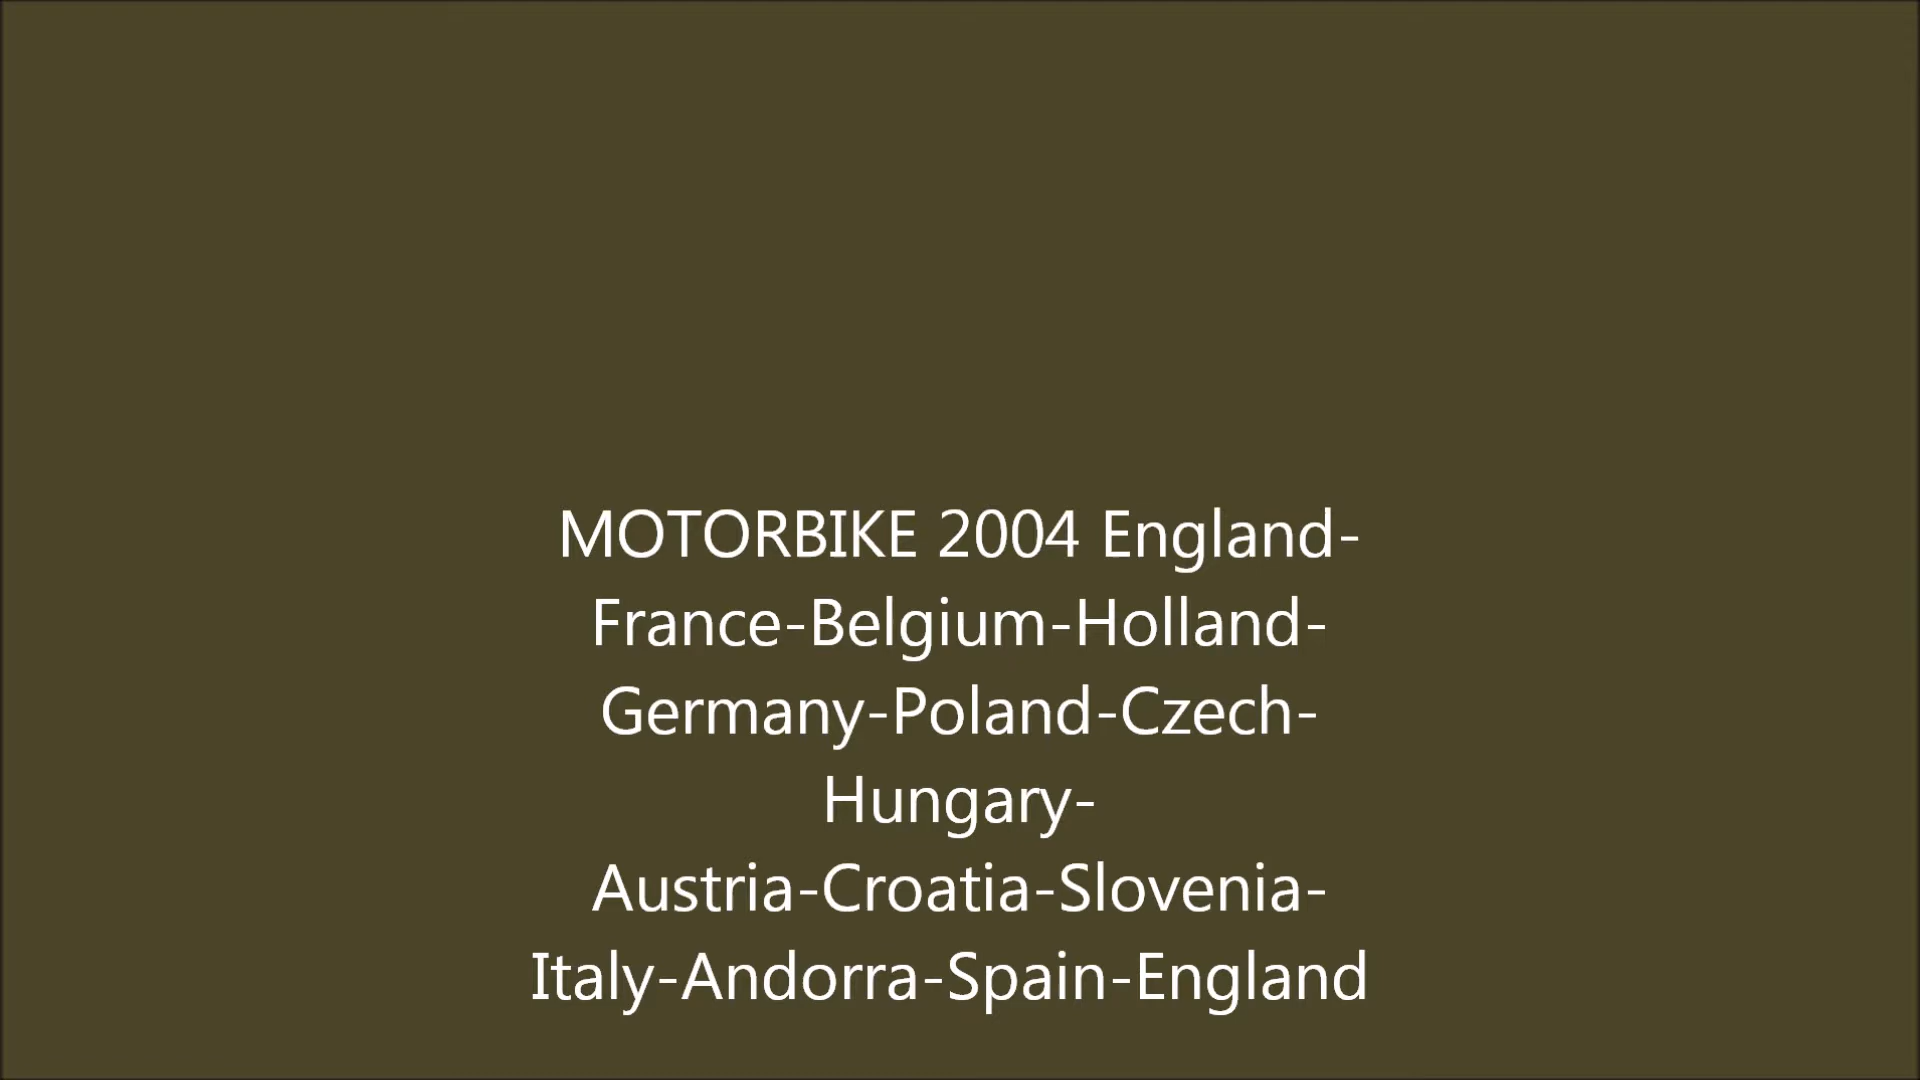 MOTORBIKE 2004 England-
France-Belgium-Holland-
Germany-Poland-Czech-
Hungary-
Austria-Croatia-Slovenia-
Italy-Andorra-Spain-England